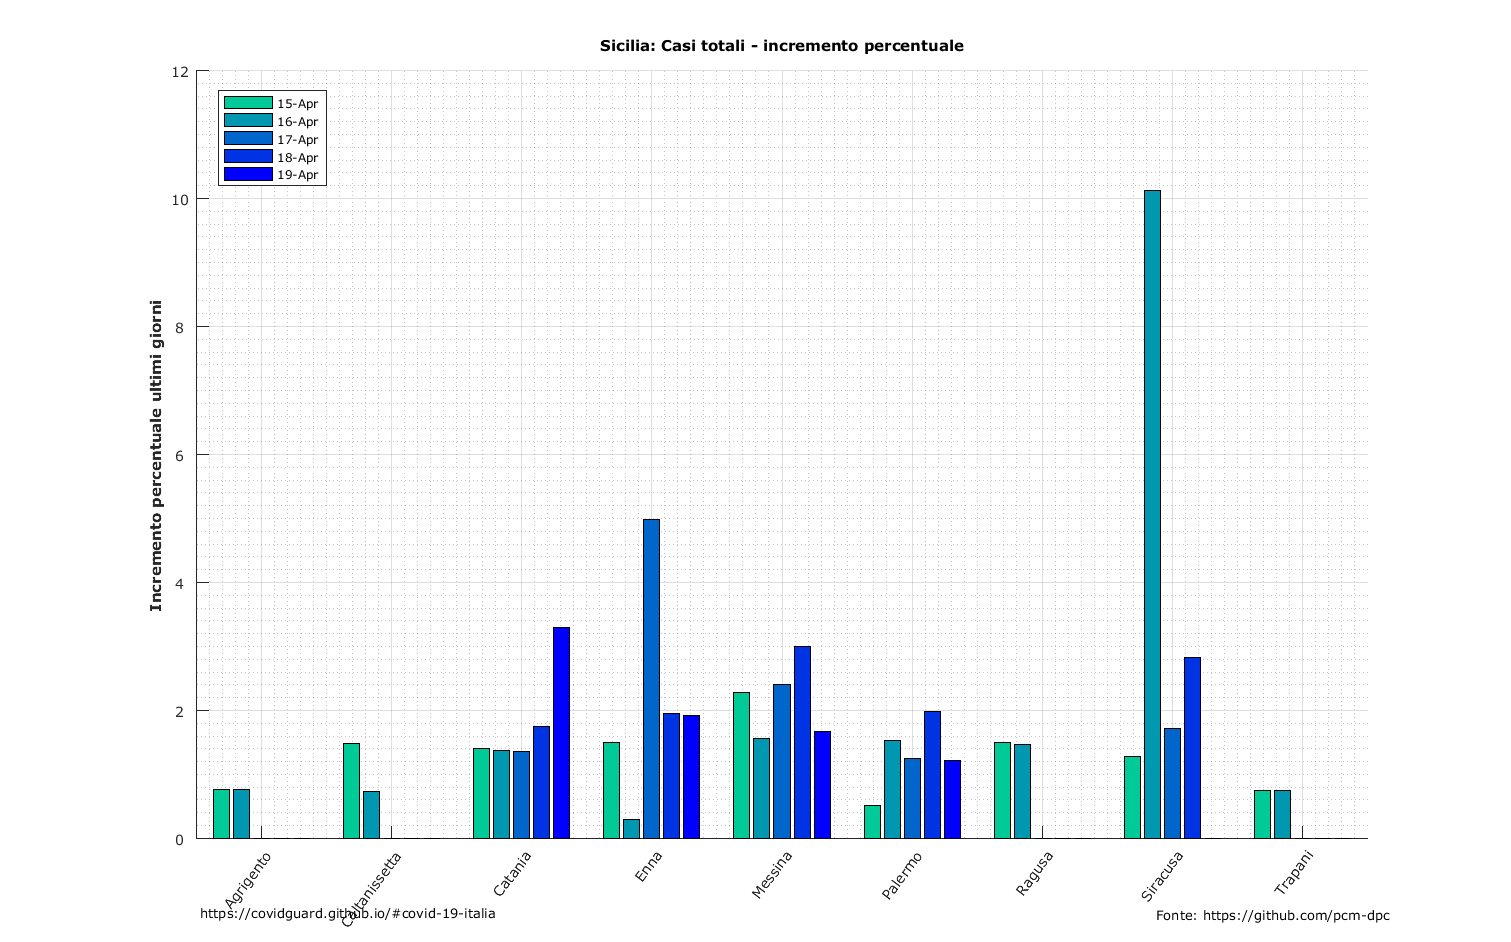 Sicilia: Casi totali - incremento percentuale
12
10
8
6
4
2
0
Incremento percentuale ultimi giorni
15-Apr
16-Apr
17-Apr
18-Apr
19-Apr
Agrigento
Caltanissetta
Catania
Enna
Messina
Palermo
Ragusa
Siracusa
Trapani
https://covidguard.github.io/#covid-19-italia
Fonte: https://github.com/pcm-dpc